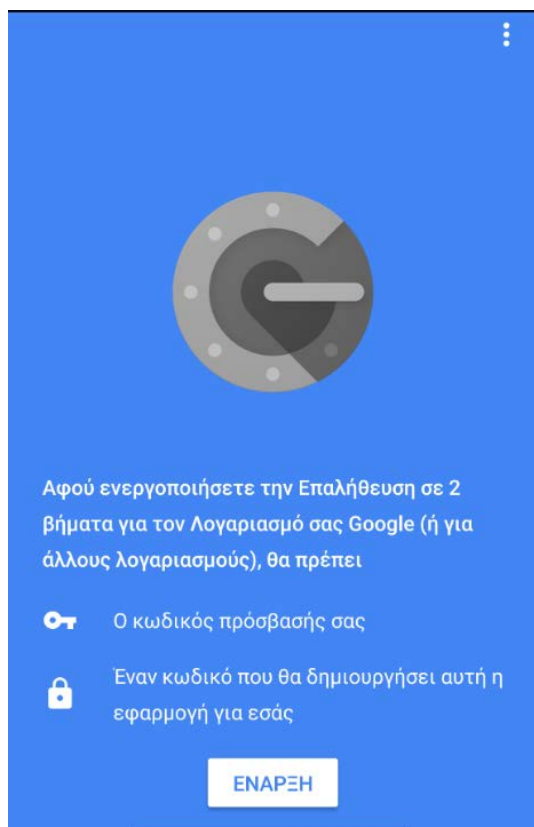 Αφού ενεργοποιήσετε την Επαλήθευση σε 2
βήματα για τον Λογαριασμό σας Google (ή για
άλλους λογαριασμούς), θα πρέπει
Ο κωδικός πρόσβασής σας
Έναν κωδικό που θα δημιουργήσει αυτή η
εφαρμογή για εσάς
ΕΝΑΡΞΗ